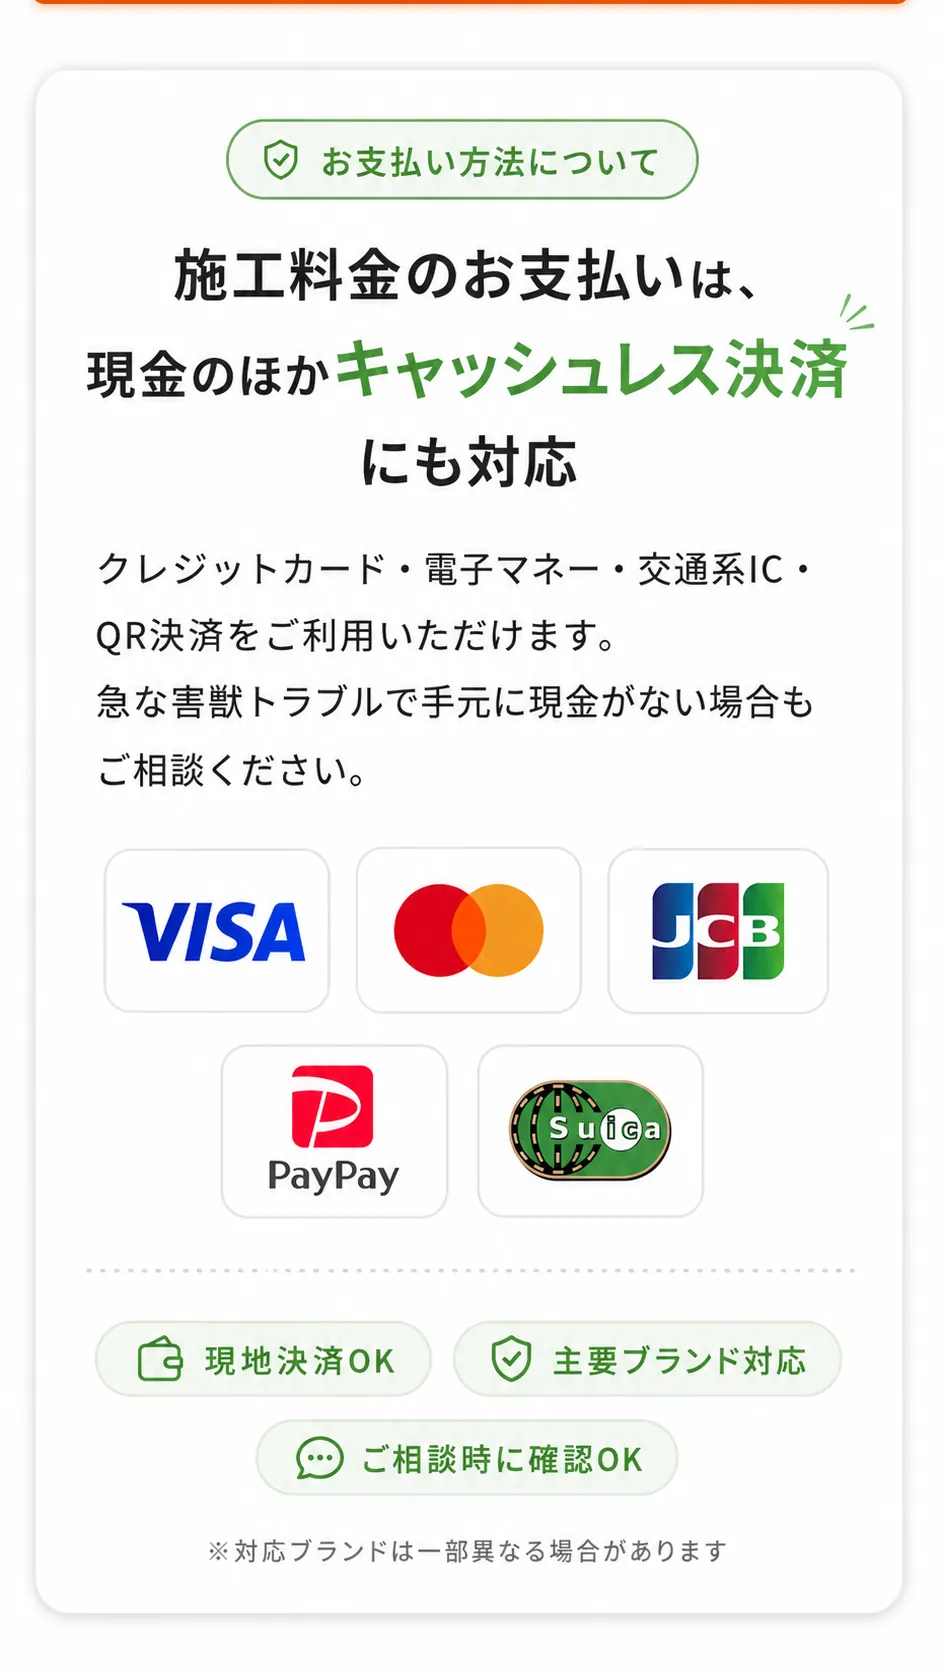 お支払い方法について
施工料金のお支払いは、
現金のほかキャッシュレス決済
にも対応
クレジットカード・電子マネー・交通系IC・
QR決済をご利用いただけます。
急な害獣トラブルで手元に現金がない場合も
ご相談ください。
VISA
JCB
PayPay
Suica
現地決済OK
主要ブランド対応
ご相談時に確認OK
※対応ブランドは一部異なる場合があります